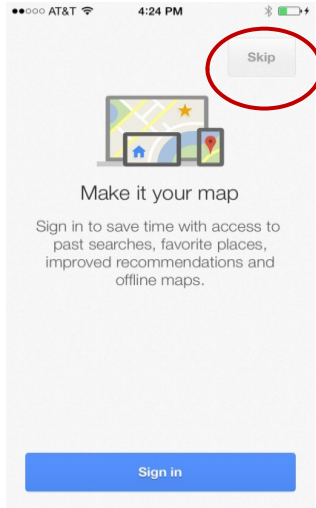 AT&T 4:24 PM
Skip
Make it your map
Sign in to save time with access to
past searches, favorite places,
improved recommendations and
offline maps.
Sign in